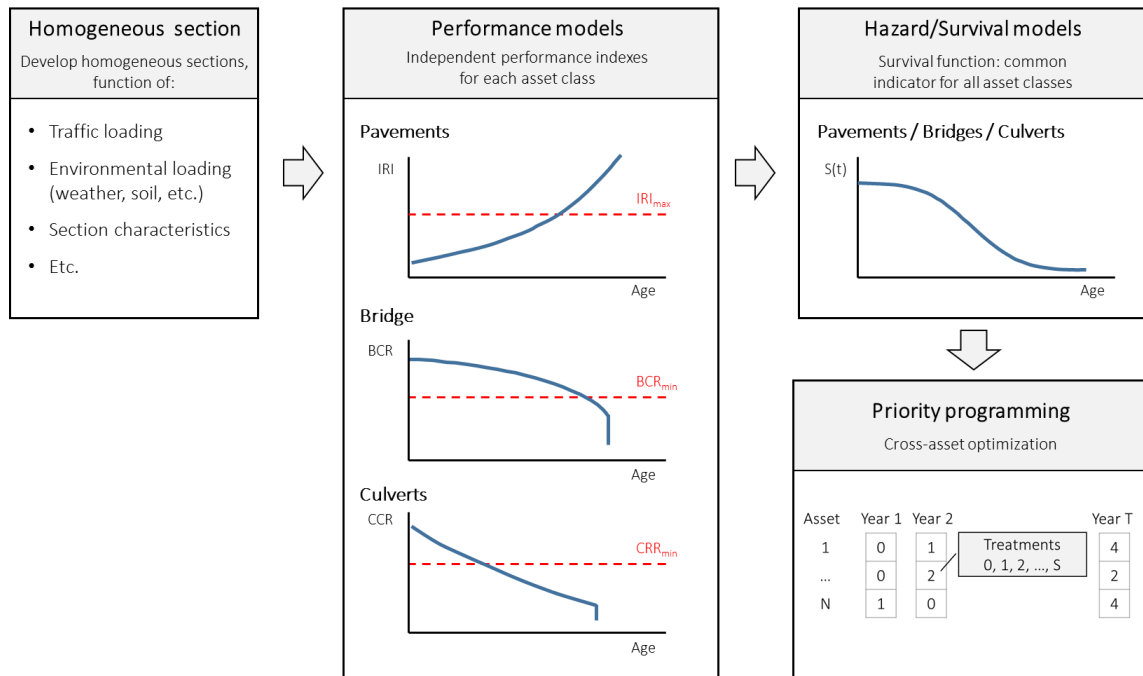 Homogeneous section
Develop homogeneous sections,
function of:
• Traffic loading
• Environmental loading
(weather, soil, etc.)
• Section characteristics
• Etc.
Performance models
Independent performance indexes
for each asset class
Pavements
IRI
IRImax
Age
Bridge
BCR
BCRmin
Age
Culverts
CCR
CRRmin
Age
Hazard/Survival models
Survival function: common
indicator for all asset classes
Pavements / Bridges / Culverts
S(t)
Age
Priority programming
Cross-asset optimization
Asset Year 1 Year 2 Year T
1 0 1 4
... 0 2 2
N 1 0 4
Treatments
0, 1, 2, ..., S